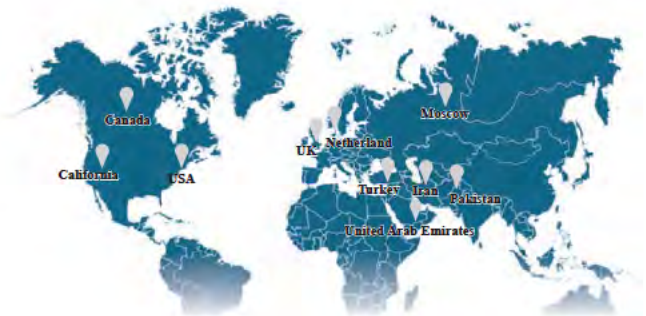 Canada
Moscow
UK
Netherland
California
USA
Turkey
Iran
Pakistan
United Arab Emirates